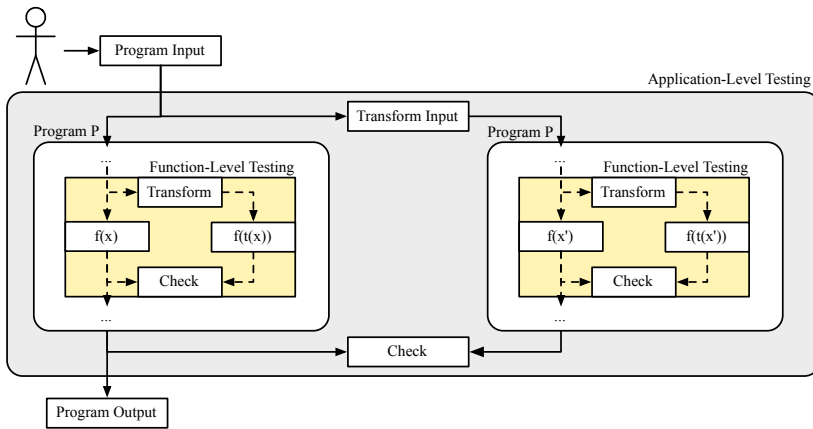 Program Input
Application-Level Testing
Transform Input
Program P
Program P
...
Function-Level Testing
Transform
f(x)
f(t(x))
Check
...
...
Function-Level Testing
Transform
f(x')
f(t(x'))
Check
...
Check
Program Output